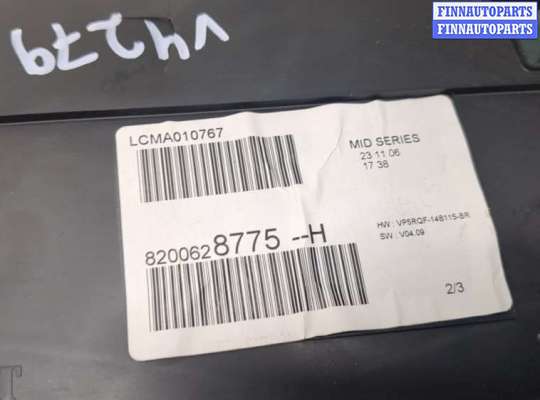 FINNAUTOPARTS
FINNAUTOPARTS
V4279
LCMA010767
MID SERIES
23 11 06
17 38
8200628775 --H
HW : VP5RQF-14B115-BR
SW : V04.09
2/3